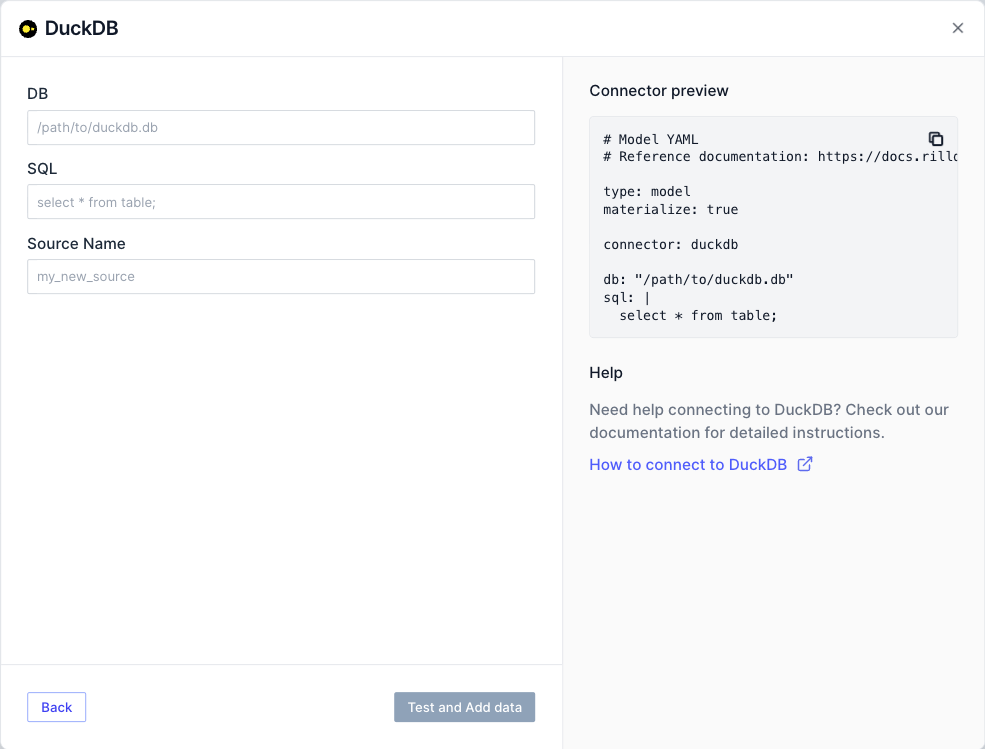 DuckDB
DB
/path/to/duckdb.db
SQL
select * from table;
Source Name
my_new_source
Back
Test and Add data
Connector preview
# Model YAML
# Reference documentation: https://docs.rill
type: model
materialize: true
connector: duckdb
db: "/path/to/duckdb.db"
sql: |
  select * from table;
Help
Need help connecting to DuckDB? Check out our
documentation for detailed instructions.
How to connect to DuckDB